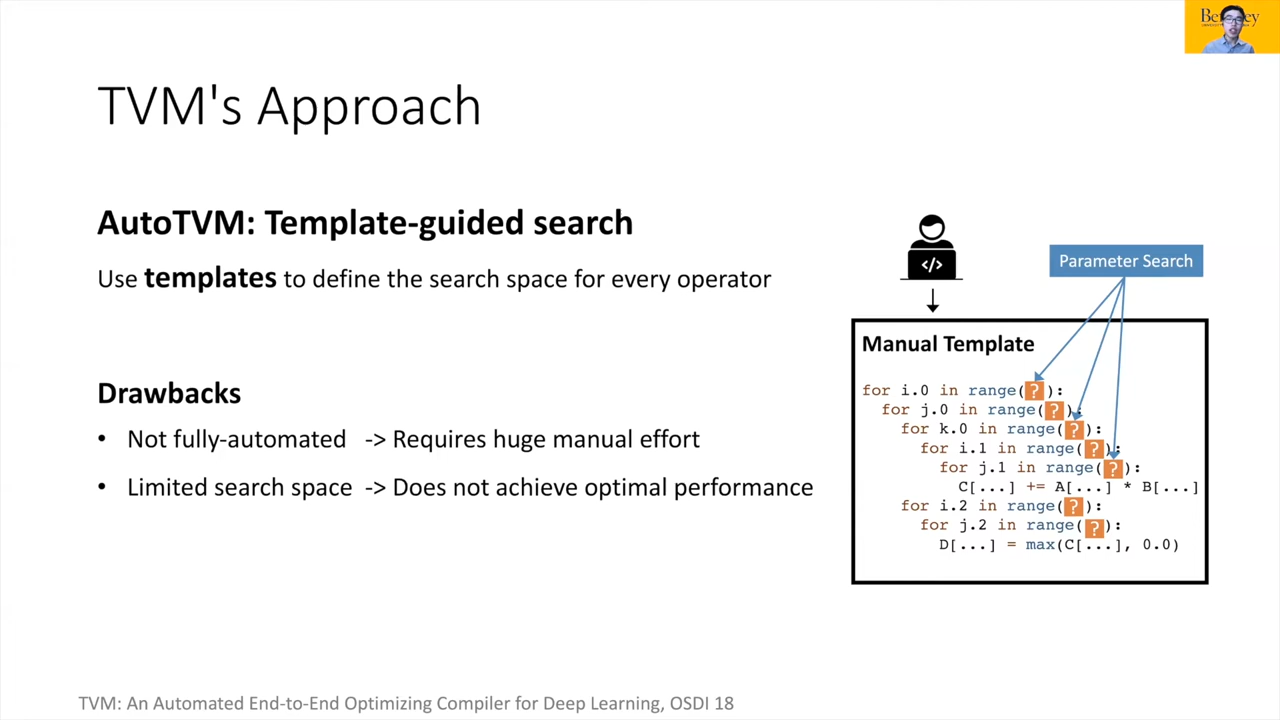 TVM's Approach
AutoTVM: Template-guided search
Use templates to define the search space for every operator
Drawbacks
• Not fully-automated -> Requires huge manual effort
• Limited search space -> Does not achieve optimal performance
</>
Parameter Search
Manual Template
for i.0 in range(?):
for j.0 in range(?):
for k.0 in range(?):
for i.1 in range(?):
for j.1 in range(?):
C[...] += A[...] * B[...]
for i.2 in range(?):
for j.2 in range(?):
D[...] = max(C[...], 0.0)
TVM: An Automated End-to-End Optimizing Compiler for Deep Learning, OSDI 18